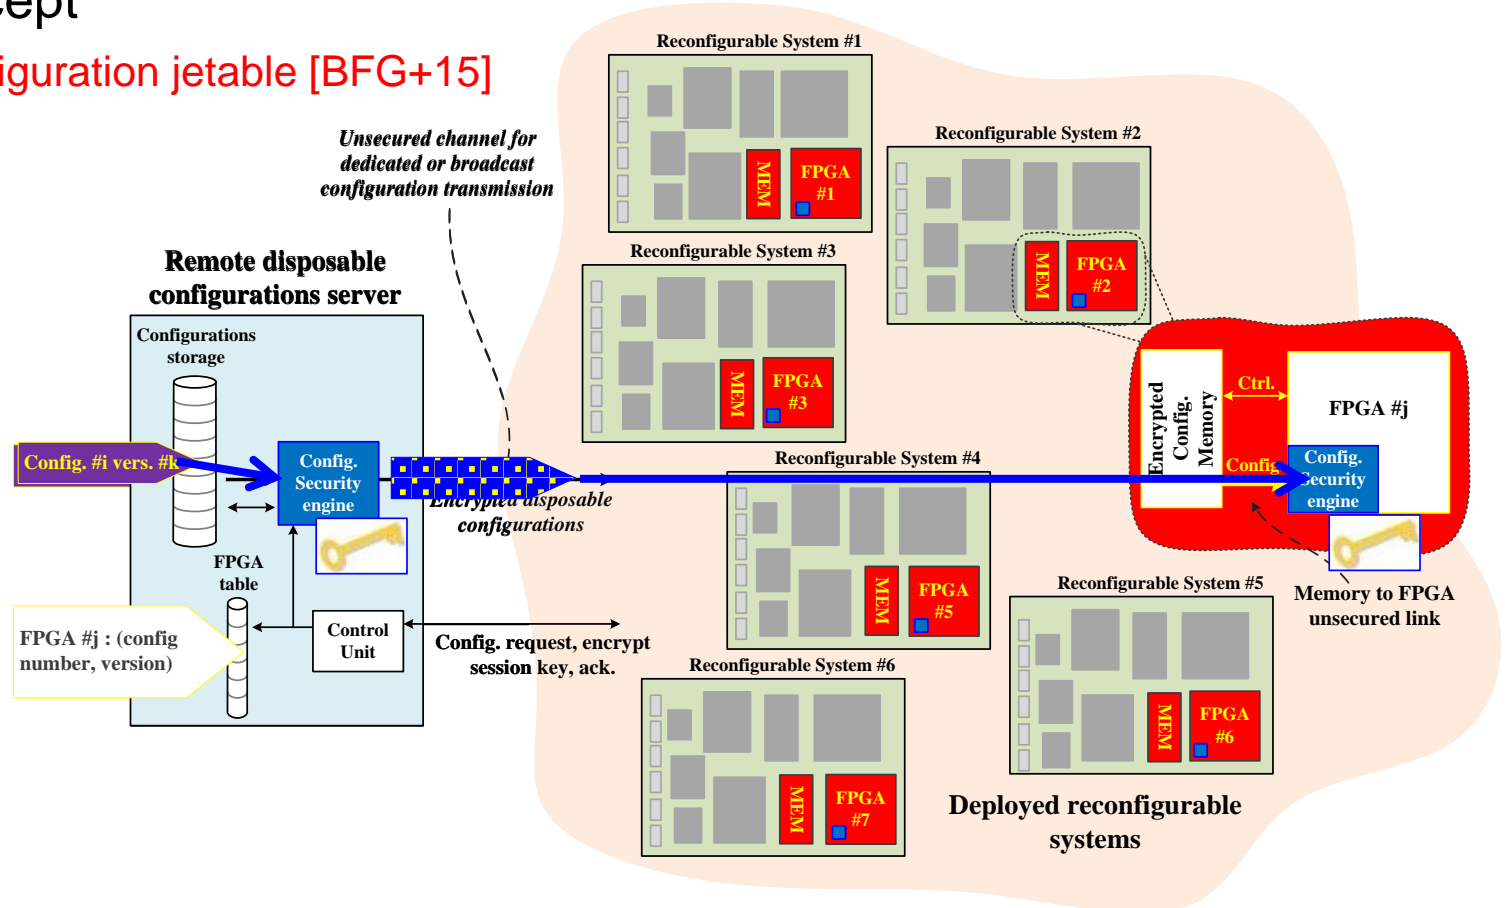 cept
iguration jetable [BFG+15]
Unsecured channel for
dedicated or broadcast
configuration transmission
Remote disposable
configurations server
Configurations
storage
Config. #i vers. #k
Config.
Security
engine
Encrypted disposable
configurations
FPGA
table
FPGA #j : (config
number, version)
Control
Unit
Config. request, encrypt
session key, ack.
Reconfigurable System #1
MEM
FPGA
#1
Reconfigurable System #2
MEM
FPGA
#2
Reconfigurable System #3
MEM
FPGA
#3
Reconfigurable System #4
MEM
FPGA
#5
Reconfigurable System #5
MEM
FPGA
#6
Reconfigurable System #6
MEM
FPGA
#7
Encrypted
Config.
Memory
Ctrl.
Config
FPGA #j
Config.
Security
engine
Memory to FPGA
unsecured link
Deployed reconfigurable
systems